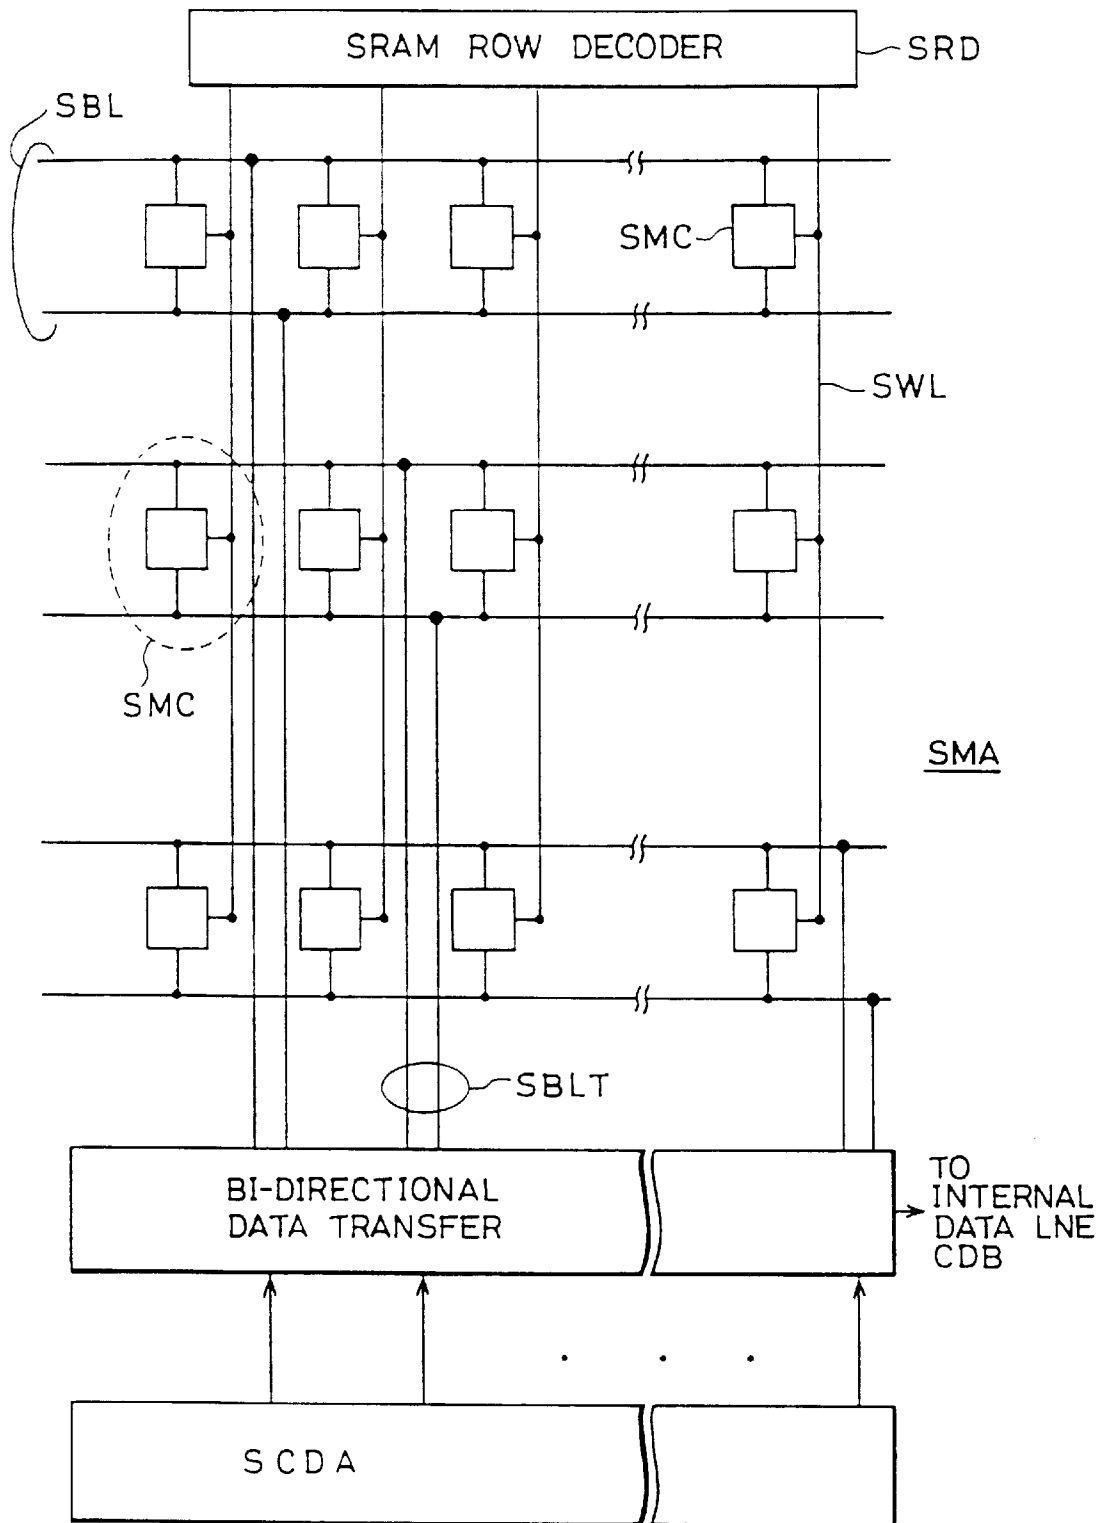 SRAM ROW DECODER
SRD
SBL
SMC
SWL
SMC
SMA
SBLT
BI-DIRECTIONAL
DATA TRANSFER
TO
INTERNAL
DATA LNE
CDB
SCDA